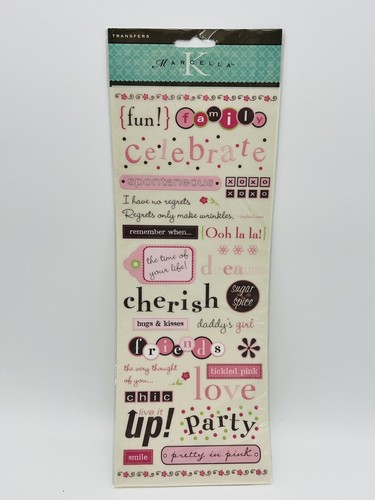 TRANSFERS
K
MARCELLA
{fun!} family
celebrate
spontaneous XOXO
XOXO
I have no regrets
Regrets only make wrinkles.
remember when... [Ooh la la!]
the time of
your life!
dream
cherish sugar
&
spice
hugs & kisses daddy's girl
friends *
the very thought
of you... tickled pink
love
chic
live it
up! party
smile pretty in pink